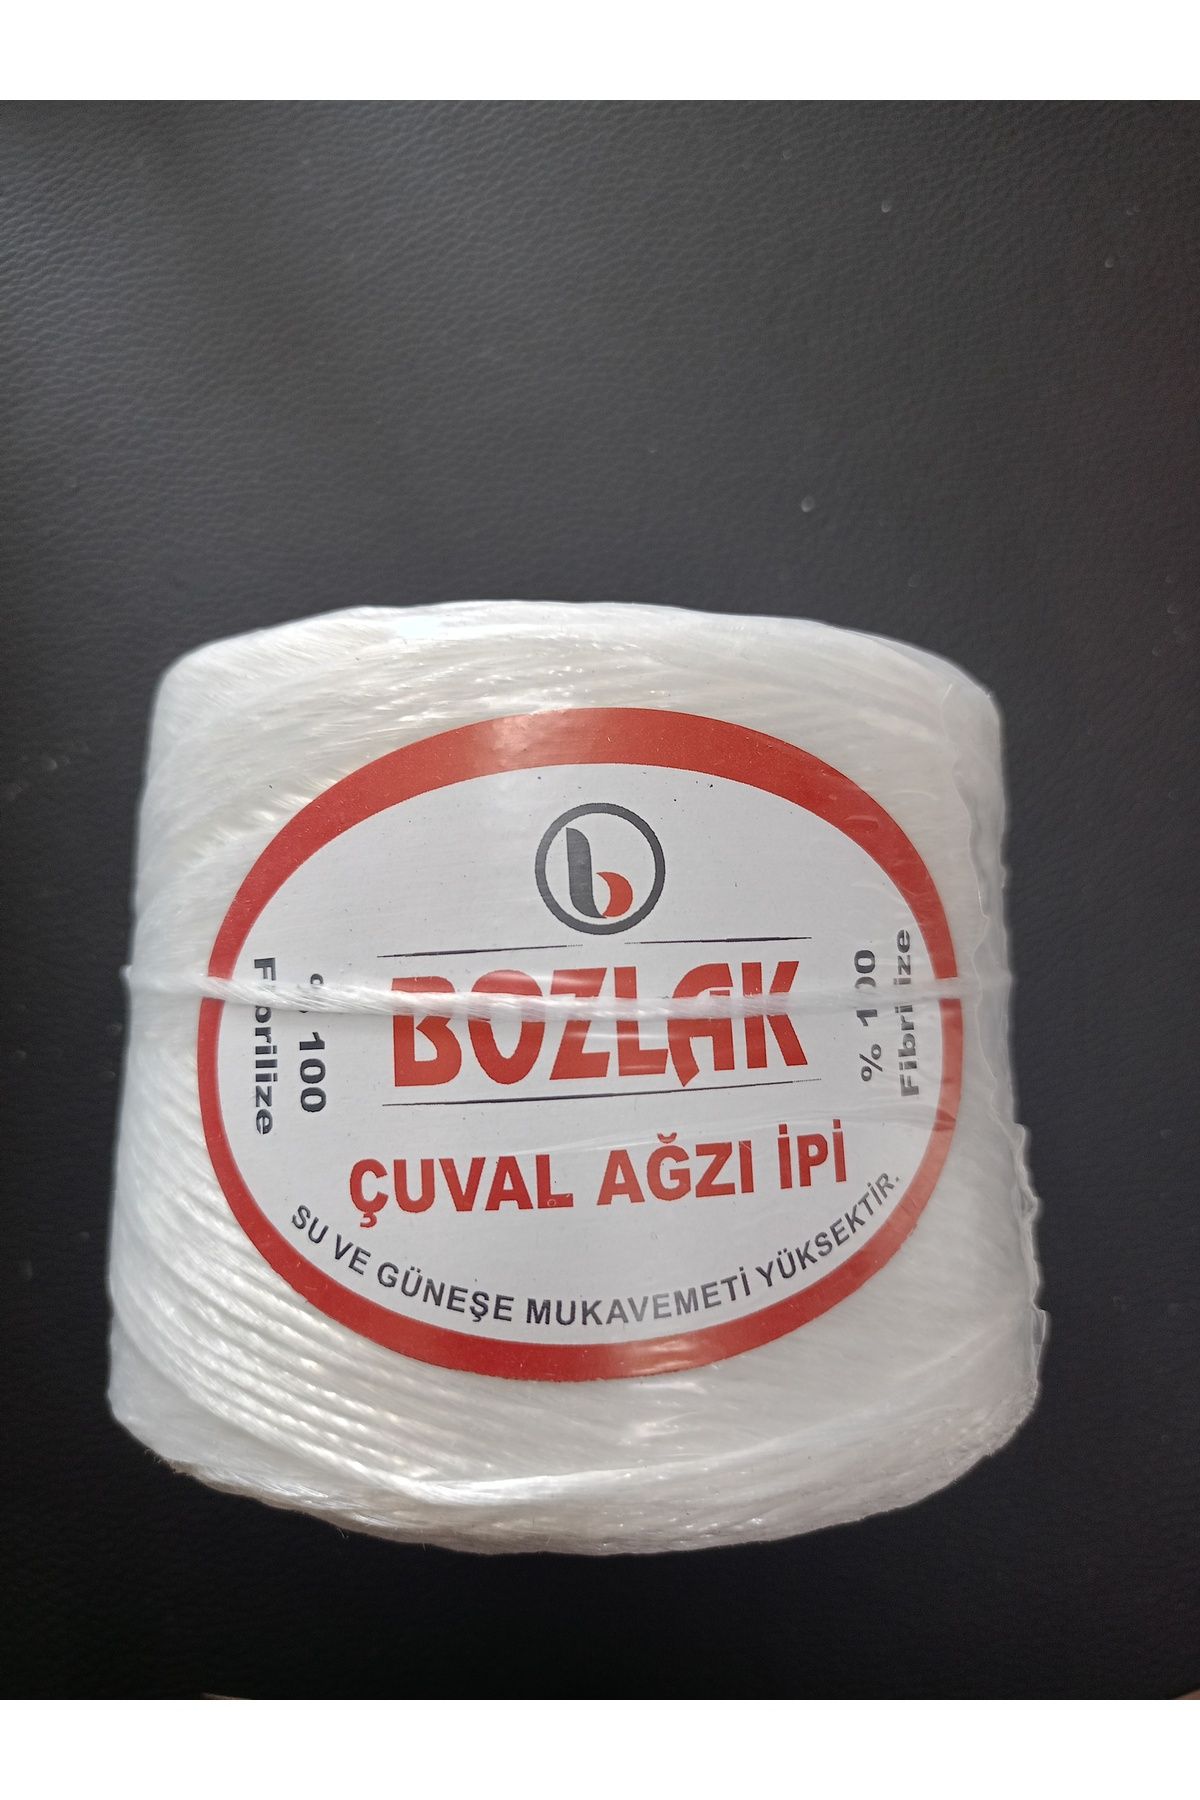 b
BOZLAK
ÇUVAL AĞZI İPİ
SU VE GÜNEŞE MUKAVEMETİ YÜKSEKTİR.
% 100
Fibrilize
% 100
Fibrilize